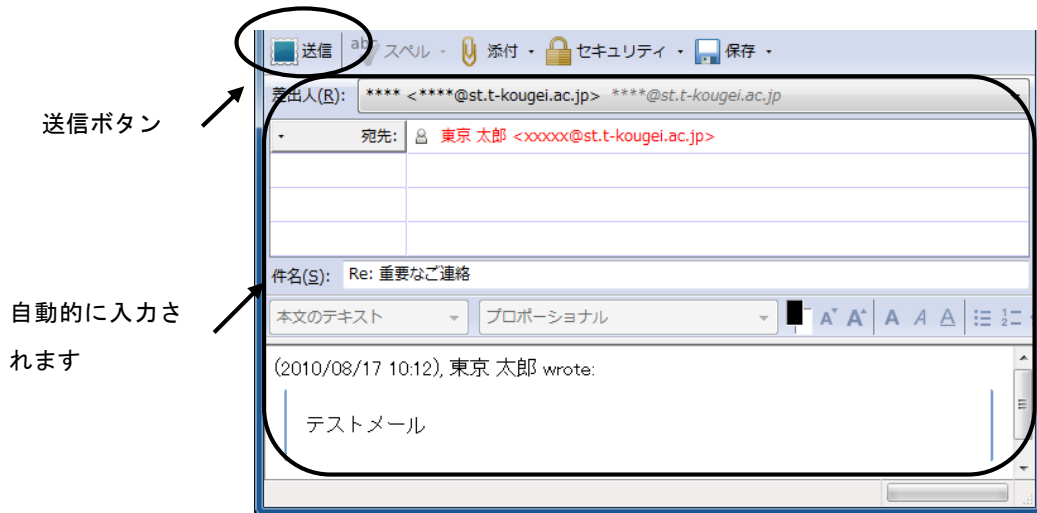 送信 abc スペル 添付 セキュリティ 保存
差出人(R): **** <****@st.t-kougei.ac.jp> ****@st.t-kougei.ac.jp
送信ボタン
宛先: 東京 太郎 <xxxxx@st.t-kougei.ac.jp>
件名(S): Re: 重要なご連絡
自動的に入力さ
れます
本文のテキスト プロポーショナル A A A A A
(2010/08/17 10:12), 東京 太郎 wrote:
テストメール